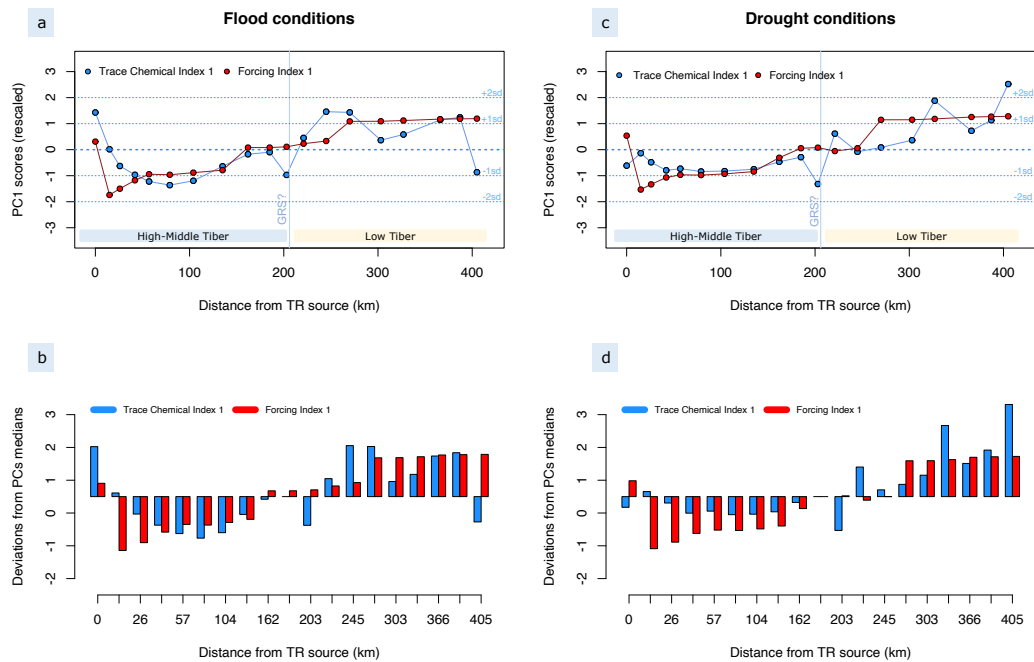 a
Flood conditions
PC1 scores (rescaled)
3
2
1
0
-1
-2
-3
Trace Chemical Index 1
Forcing Index 1
+2sd
+1sd
-1sd
-2sd
GRS?
High-Middle Tiber
Low Tiber
0
100
200
300
400
Distance from TR source (km)
c
Drought conditions
PC1 scores (rescaled)
3
2
1
0
-1
-2
-3
Trace Chemical Index 1
Forcing Index 1
+2sd
+1sd
-1sd
-2sd
GRS?
High-Middle Tiber
Low Tiber
0
100
200
300
400
Distance from TR source (km)
b
Deviations from PCs medians
3
2
1
0
-1
-2
Trace Chemical Index 1
Forcing Index 1
0
26
57
104
162
203
245
303
366
405
Distance from TR source (km)
d
Deviations from PCs medians
3
2
1
0
-1
-2
Trace Chemical Index 1
Forcing Index 1
0
26
57
104
162
203
245
303
366
405
Distance from TR source (km)